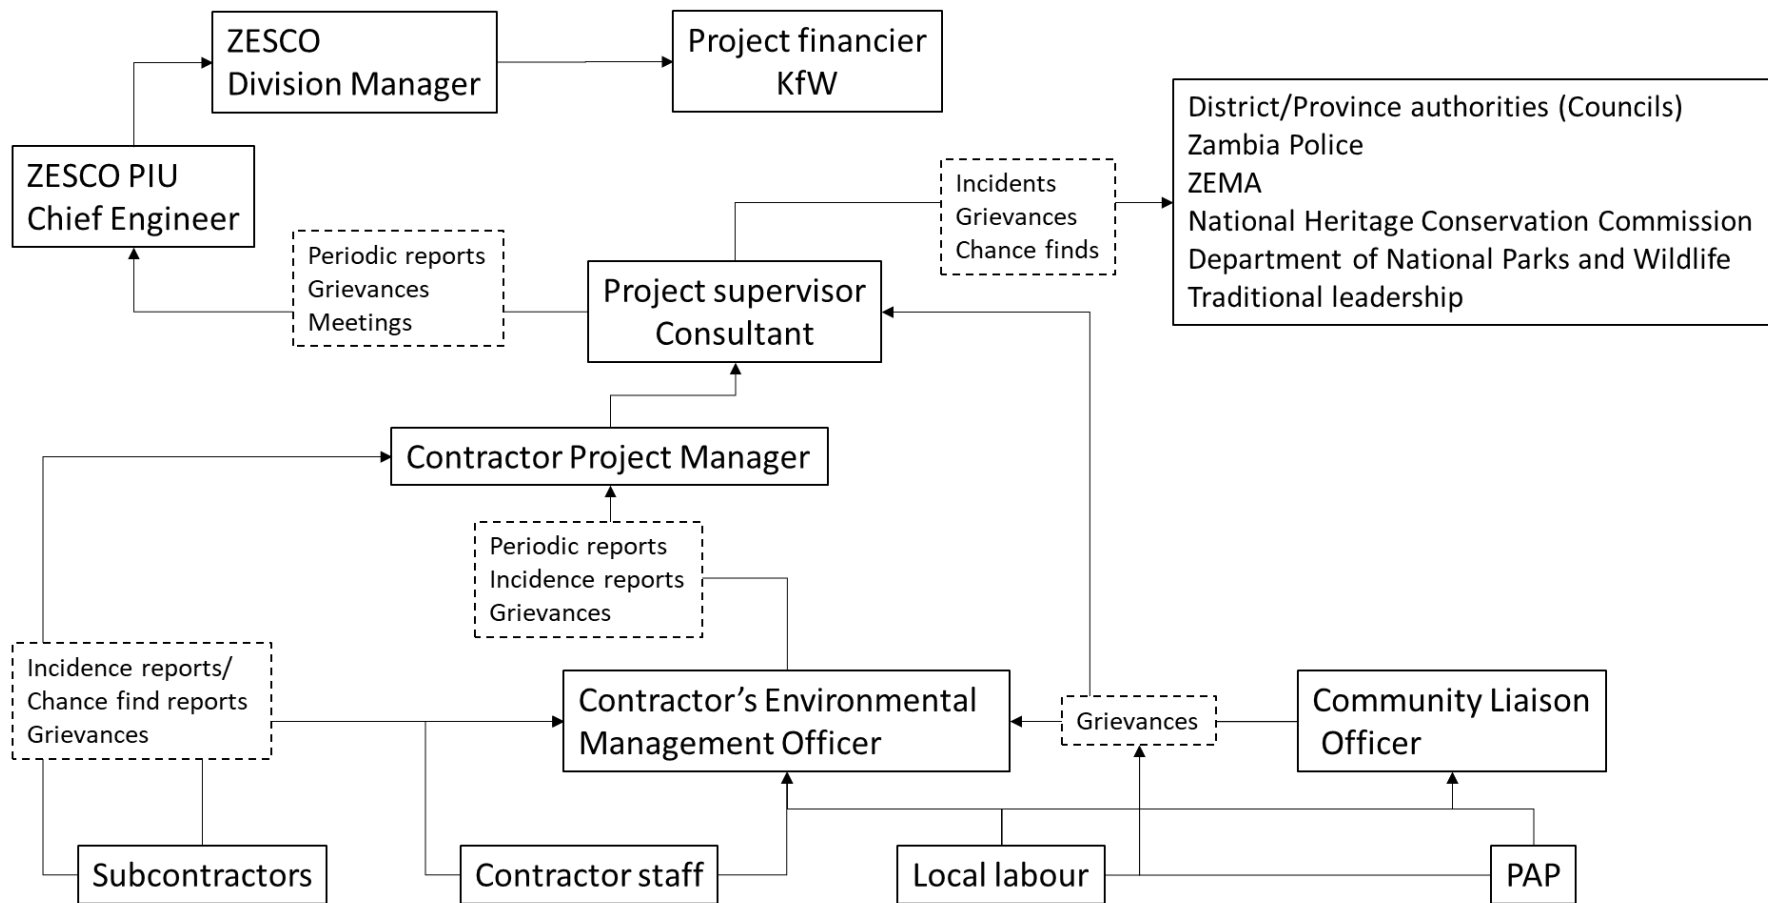 ZESCO
Division Manager
Project financier
KfW
District/Province authorities (Councils)
Zambia Police
ZEMA
National Heritage Conservation Commission
Department of National Parks and Wildlife
Traditional leadership
ZESCO PIU
Chief Engineer
Incidents
Grievances
Chance finds
Periodic reports
Grievances
Meetings
Project supervisor
Consultant
Contractor Project Manager
Periodic reports
Incidence reports
Grievances
Incidence reports/
Chance find reports
Grievances
Contractor’s Environmental
Management Officer
Grievances
Community Liaison
Officer
Subcontractors
Contractor staff
Local labour
PAP